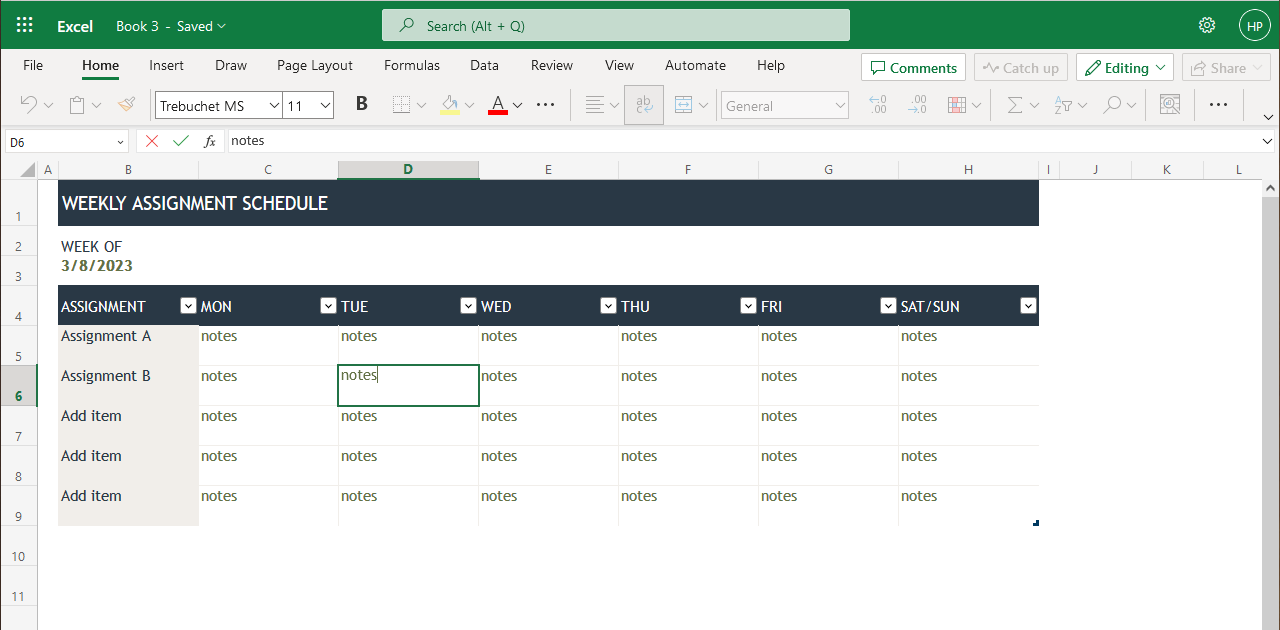 Excel Book 3 - Saved Search (Alt + Q) HP
File Home Insert Draw Page Layout Formulas Data Review View Automate Help Comments Catch up Editing Share
Trebuchet MS 11 B A ab c General .00 .00 .0
D6 fx notes
A B C D E F G H I J K L
1 WEEKLY ASSIGNMENT SCHEDULE
2 WEEK OF
3 3/8/2023
4 ASSIGNMENT MON TUE WED THU FRI SAT/SUN
5 Assignment A notes notes notes notes notes notes
6 Assignment B notes notes notes notes notes notes
7 Add item notes notes notes notes notes notes
8 Add item notes notes notes notes notes notes
9 Add item notes notes notes notes notes notes
10
11